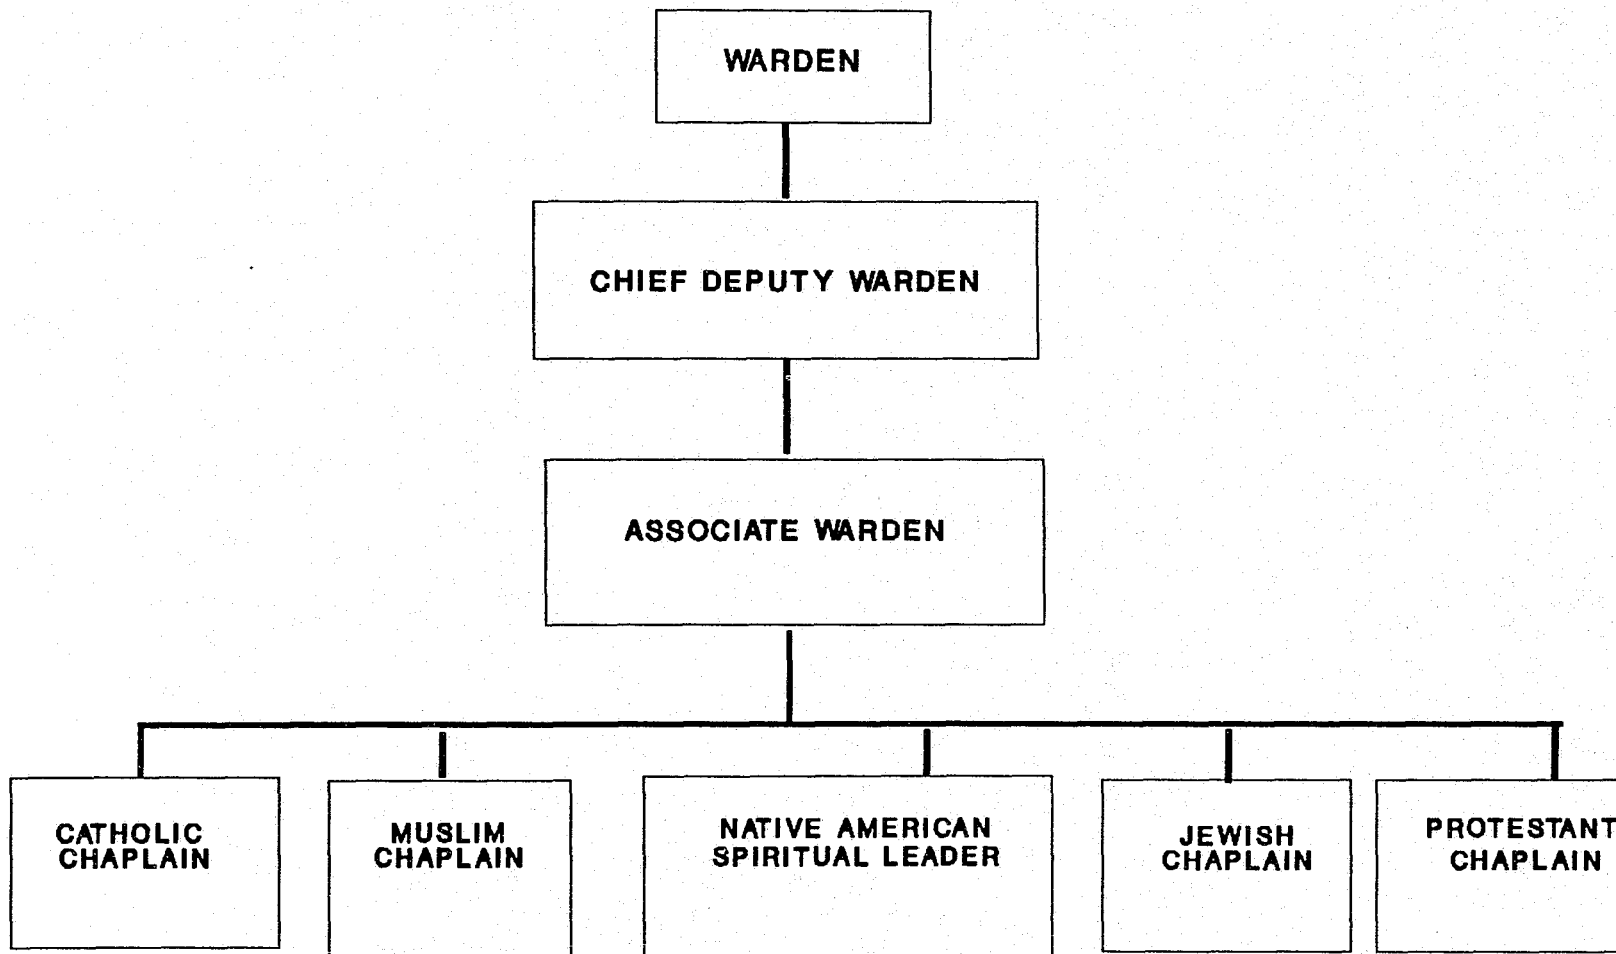 WARDEN
CHIEF DEPUTY WARDEN
ASSOCIATE WARDEN
CATHOLIC
CHAPLAIN
MUSLIM
CHAPLAIN
NATIVE AMERICAN
SPIRITUAL LEADER
JEWISH
CHAPLAIN
PROTESTANT
CHAPLAIN